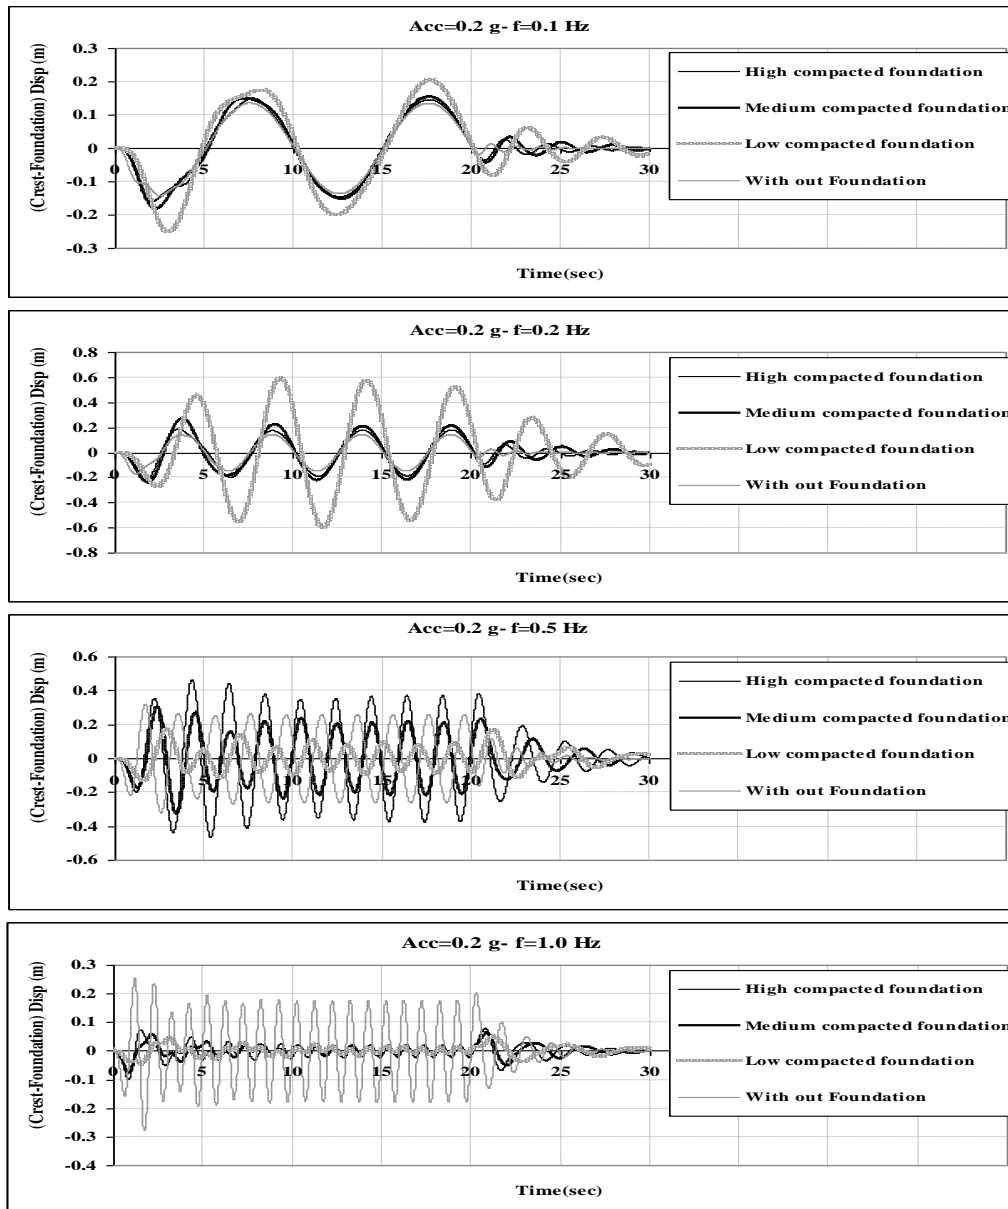 Acc=0.2 g- f=0.1 Hz
(Crest-Foundation) Disp (m)
0.3
0.2
0.1
0
-0.1
-0.2
-0.3
0 5 10 15 20 25 30
Time(sec)
High compacted foundation
Medium compacted foundation
Low compacted foundation
With out Foundation
Acc=0.2 g- f=0.2 Hz
(Crest-Foundation) Disp (m)
0.8
0.6
0.4
0.2
0
-0.2
-0.4
-0.6
-0.8
0 5 10 15 20 25 30
Time(sec)
High compacted foundation
Medium compacted foundation
Low compacted foundation
With out Foundation
Acc=0.2 g- f=0.5 Hz
(Crest-Foundation) Disp (m)
0.6
0.4
0.2
0
-0.2
-0.4
-0.6
0 5 10 15 20 25 30
Time(sec)
High compacted foundation
Medium compacted foundation
Low compacted foundation
With out Foundation
Acc=0.2 g- f=1.0 Hz
(Crest-Foundation) Disp (m)
0.3
0.2
0.1
0
-0.1
-0.2
-0.3
-0.4
0 5 10 15 20 25 30
Time(sec)
High compacted foundation
Medium compacted foundation
Low compacted foundation
With out Foundation